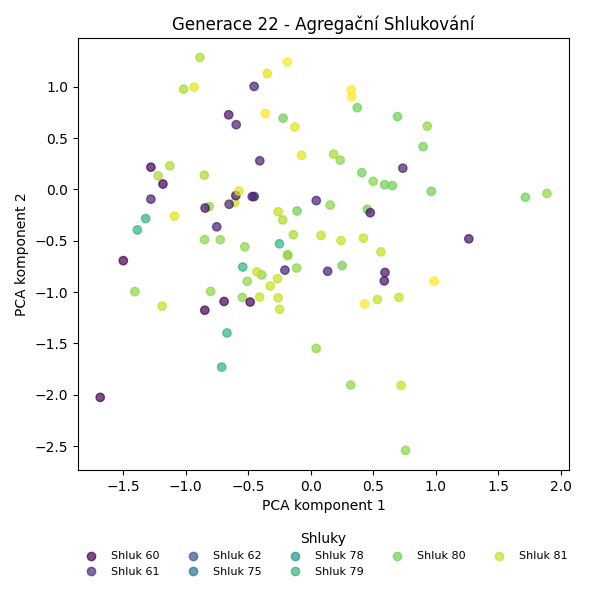 Generace 22 - Agregační Shlukování
PCA komponent 2
1.0
0.5
0.0
−0.5
−1.0
−1.5
−2.0
−2.5
−1.5 −1.0 −0.5 0.0 0.5 1.0 1.5 2.0
PCA komponent 1
Shluky
Shluk 60 Shluk 62 Shluk 78 Shluk 80 Shluk 81
Shluk 61 Shluk 75 Shluk 79